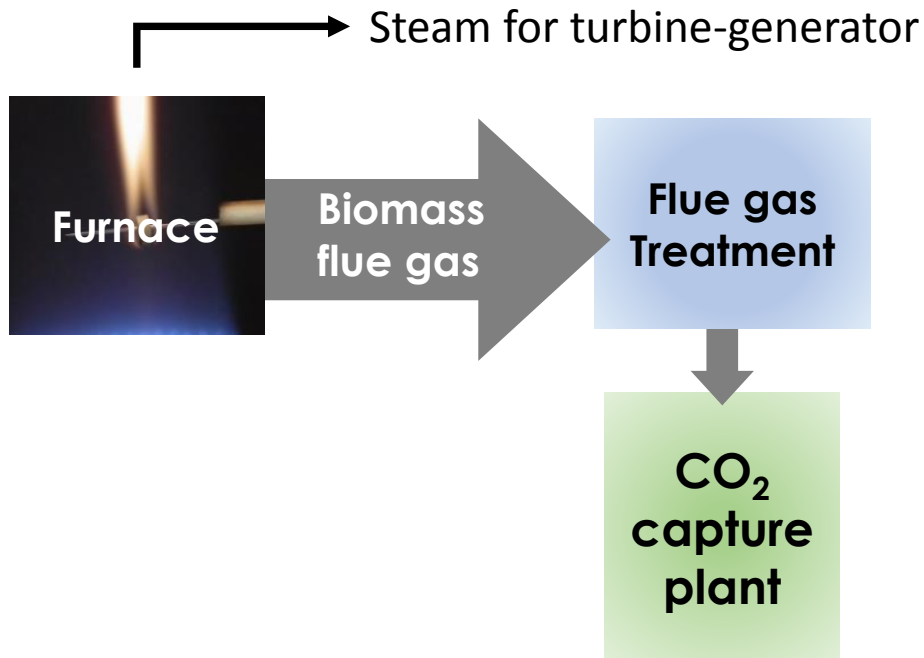 Steam for turbine-generator
Furnace
Biomass
flue gas
Flue gas
Treatment
CO₂
capture
plant